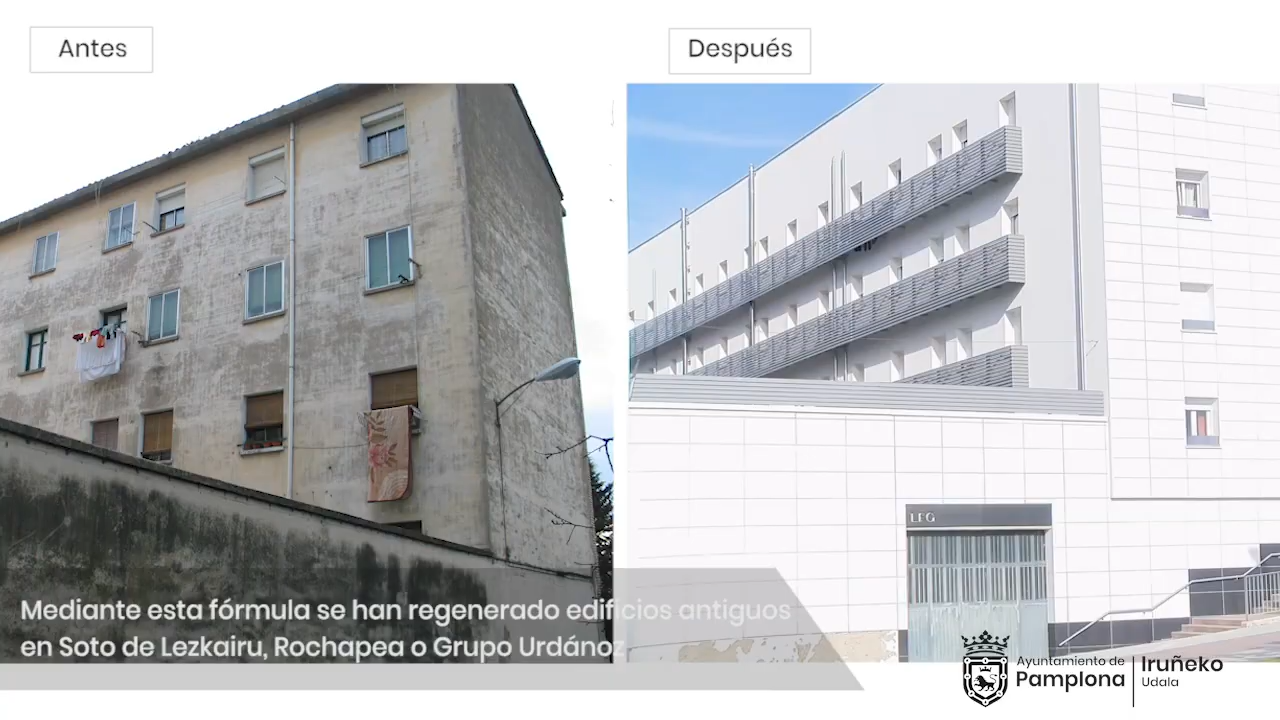 Antes
Después
LEG
Mediante esta fórmula se han regenerado edificios antiguos
en Soto de Lezkairu, Rochapea o Grupo Urdánoz
Ayuntamiento de
Pamplona
Iruñeko
Udala